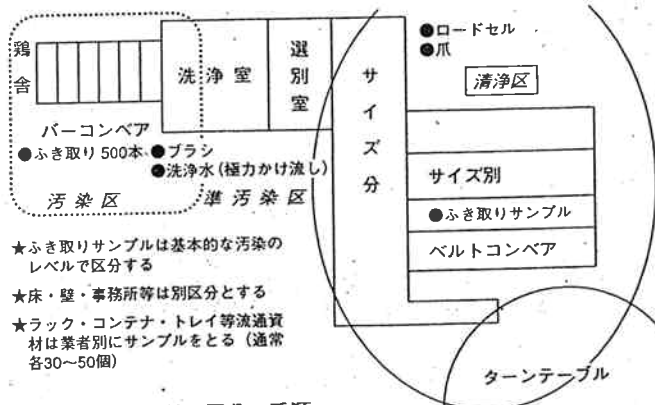 鶏舎
洗浄室
選別室
サイズ分
●ロードセル
●爪
清浄区
バーコンベア
●ふき取り500本
●ブラシ
●洗浄水(極力かけ流し)
汚染区
準汚染区
サイズ別
●ふき取りサンプル
ベルトコンベア
★ふき取りサンプルは基本的な汚染の
レベルで区分する
★床・壁・事務所等は別区分とする
★ラック・コンテナ・トレイ等流通資
材は業者別にサンプルをとる(通常
各30〜50個)
ターンテーブル